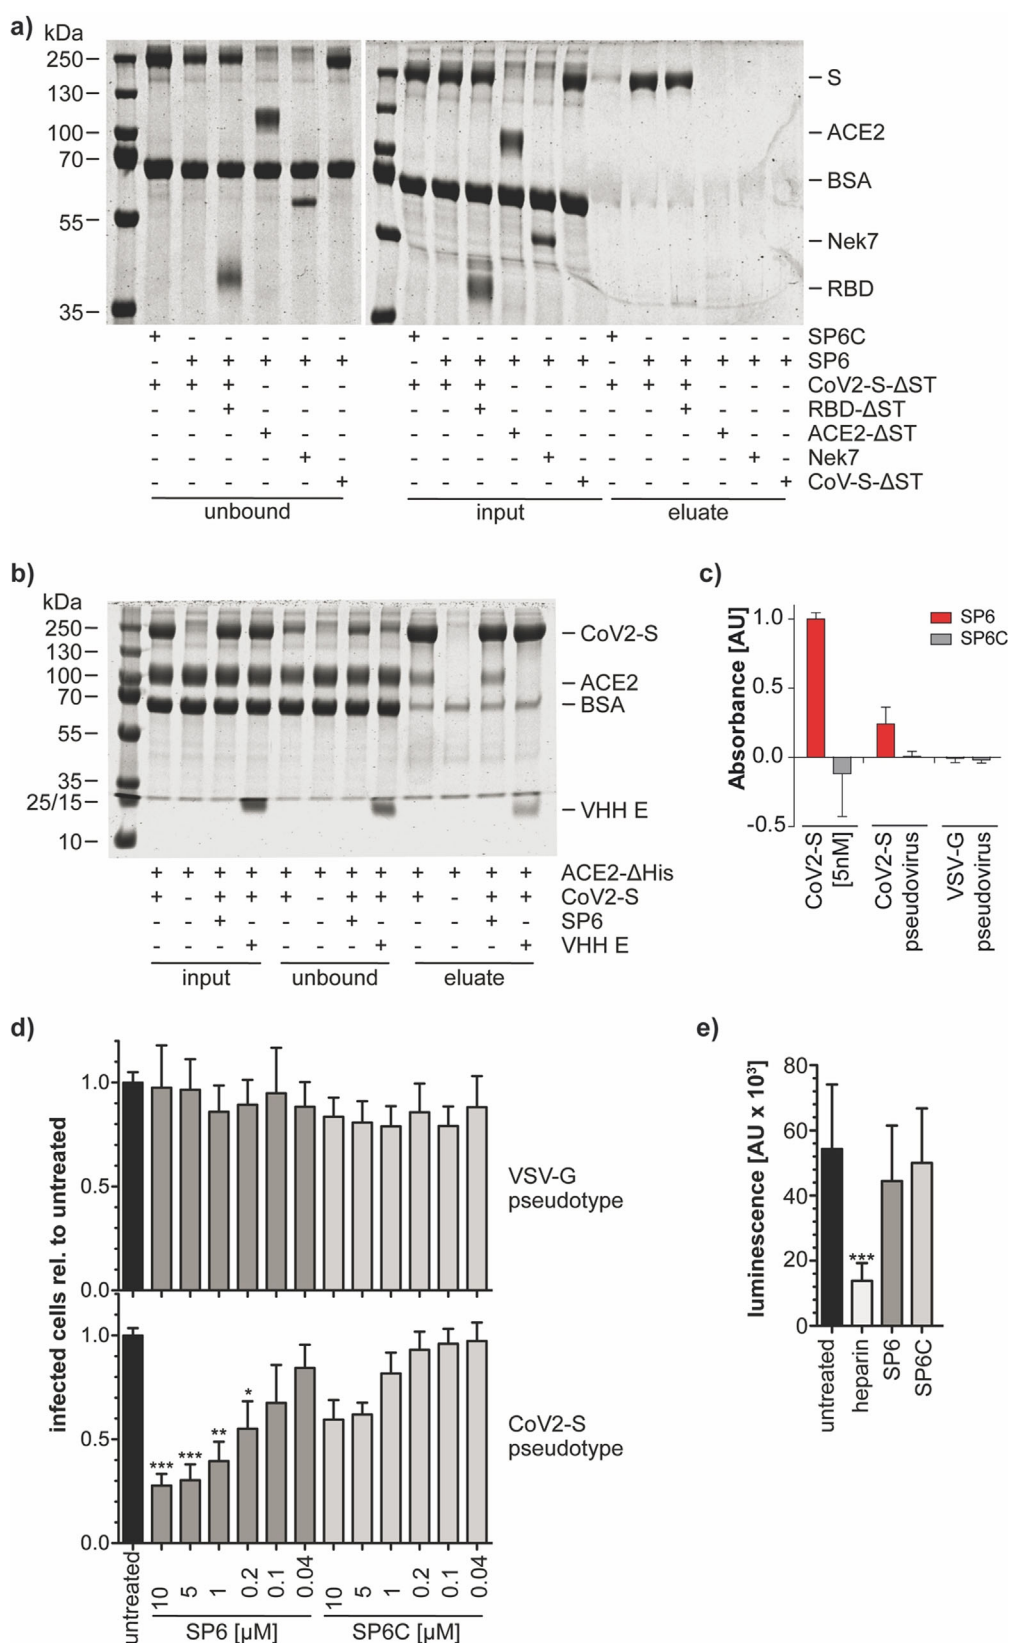 a)
kDa
250
130
100
70
55
35
S
ACE2
BSA
Nek7
RBD
+ - - - - - + - - - - - + - - - - - SP6C
- + + + + + - + + + + + - + + + + + SP6
+ + + - - - + + + - - - + + + - - - CoV2-S-ΔST
- - + - - - - - + - - - - - + - - - RBD-ΔST
- - - + - - - - - + - - - - - + - - ACE2-ΔST
- - - - + - - - - - + - - - - - + - Nek7
- - - - - + - - - - - + - - - - - + CoV-S-ΔST
unbound input eluate
b)
kDa
250
130
100
70
55
35
25/15
10
CoV2-S
ACE2
BSA
VHH E
+ + + + + + + + + + + + ACE2-ΔHis
+ - + + + - + + + - + + CoV2-S
- - + - - - + - - - + - SP6
- - - + - - - + - - - + VHH E
input unbound eluate
c)
Absorbance [AU]
1.0
0.5
0.0
-0.5
SP6
SP6C
CoV2-S
[5nM]
CoV2-S
pseudovirus
VSV-G
pseudovirus
d)
infected cells rel. to untreated
1.0
0.5
0.0
VSV-G
pseudotype
1.0
0.5
0.0
*** *** ** *
CoV2-S
pseudotype
untreated
10 5 1 0.2 0.1 0.04
SP6 [µM]
10 5 1 0.2 0.1 0.04
SP6C [µM]
e)
luminescence [AU x 10³]
80
60
40
20
0
***
untreated
heparin
SP6
SP6C